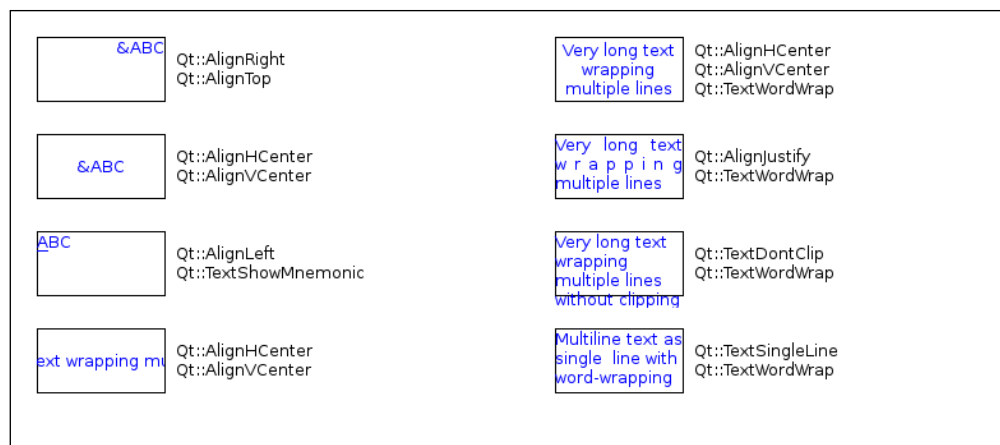 &ABC
Qt::AlignRight
Qt::AlignTop
&ABC
Qt::AlignHCenter
Qt::AlignVCenter
ABC
Qt::AlignLeft
Qt::TextShowMnemonic
ext wrapping mu
Qt::AlignHCenter
Qt::AlignVCenter
Very long text
wrapping
multiple lines
Qt::AlignHCenter
Qt::AlignVCenter
Qt::TextWordWrap
Very long text
wrapping
multiple lines
Qt::AlignJustify
Qt::TextWordWrap
Very long text
wrapping
multiple lines
without clipping
Qt::TextDontClip
Qt::TextWordWrap
Multiline text as
single line with
word-wrapping
Qt::TextSingleLine
Qt::TextWordWrap